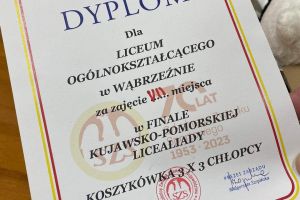 DYPLOM
Dla
LICEUM
OGÓLNOKSZTAŁCĄCEGO
w WĄBRZEŹNIE
za zajęcie VII. miejsca
w FINALE
KUJAWSKO-POMORSKIEJ
LICEALIADY
KOSZYKÓWKA 3 X 3 CHŁOPCY
LAT
1953-2023
SZS